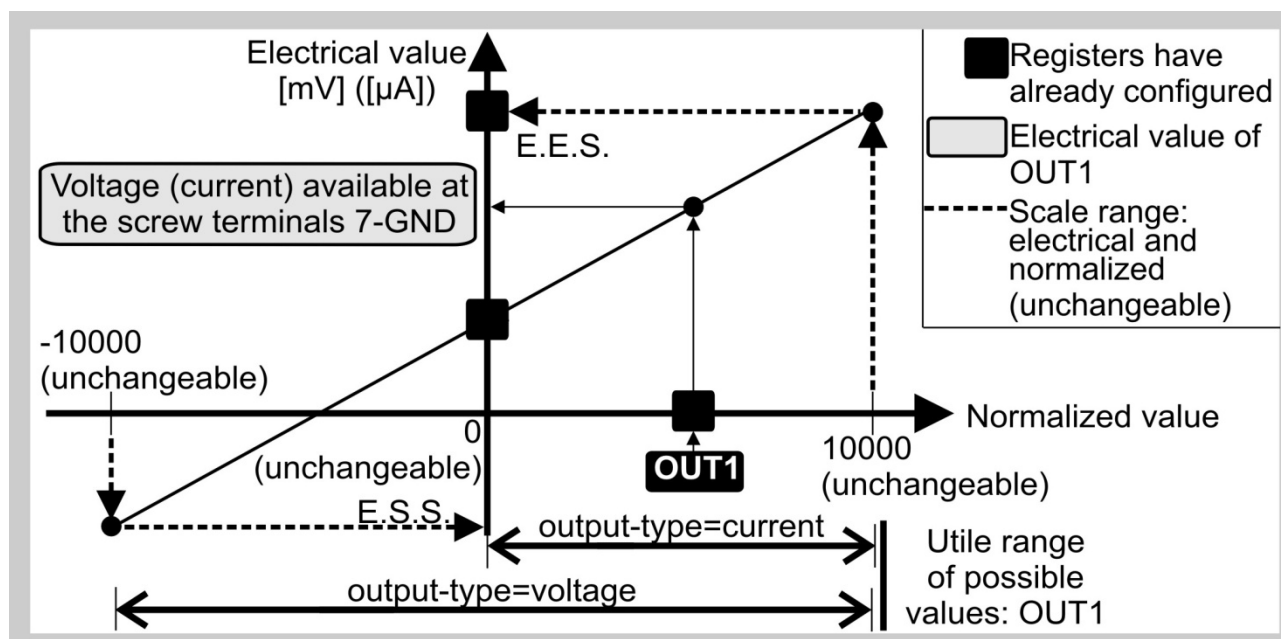 Electrical value
[mV] ([µA])
E.E.S.
Voltage (current) available at
the screw terminals 7-GND
-10000
(unchangeable)
0
(unchangeable)
E.S.S.
OUT1
10000
(unchangeable)
Normalized value
output-type=current
output-type=voltage
Utile range
of possible
values: OUT1
Registers have
already configured
Electrical value of
OUT1
Scale range:
electrical and
normalized
(unchangeable)